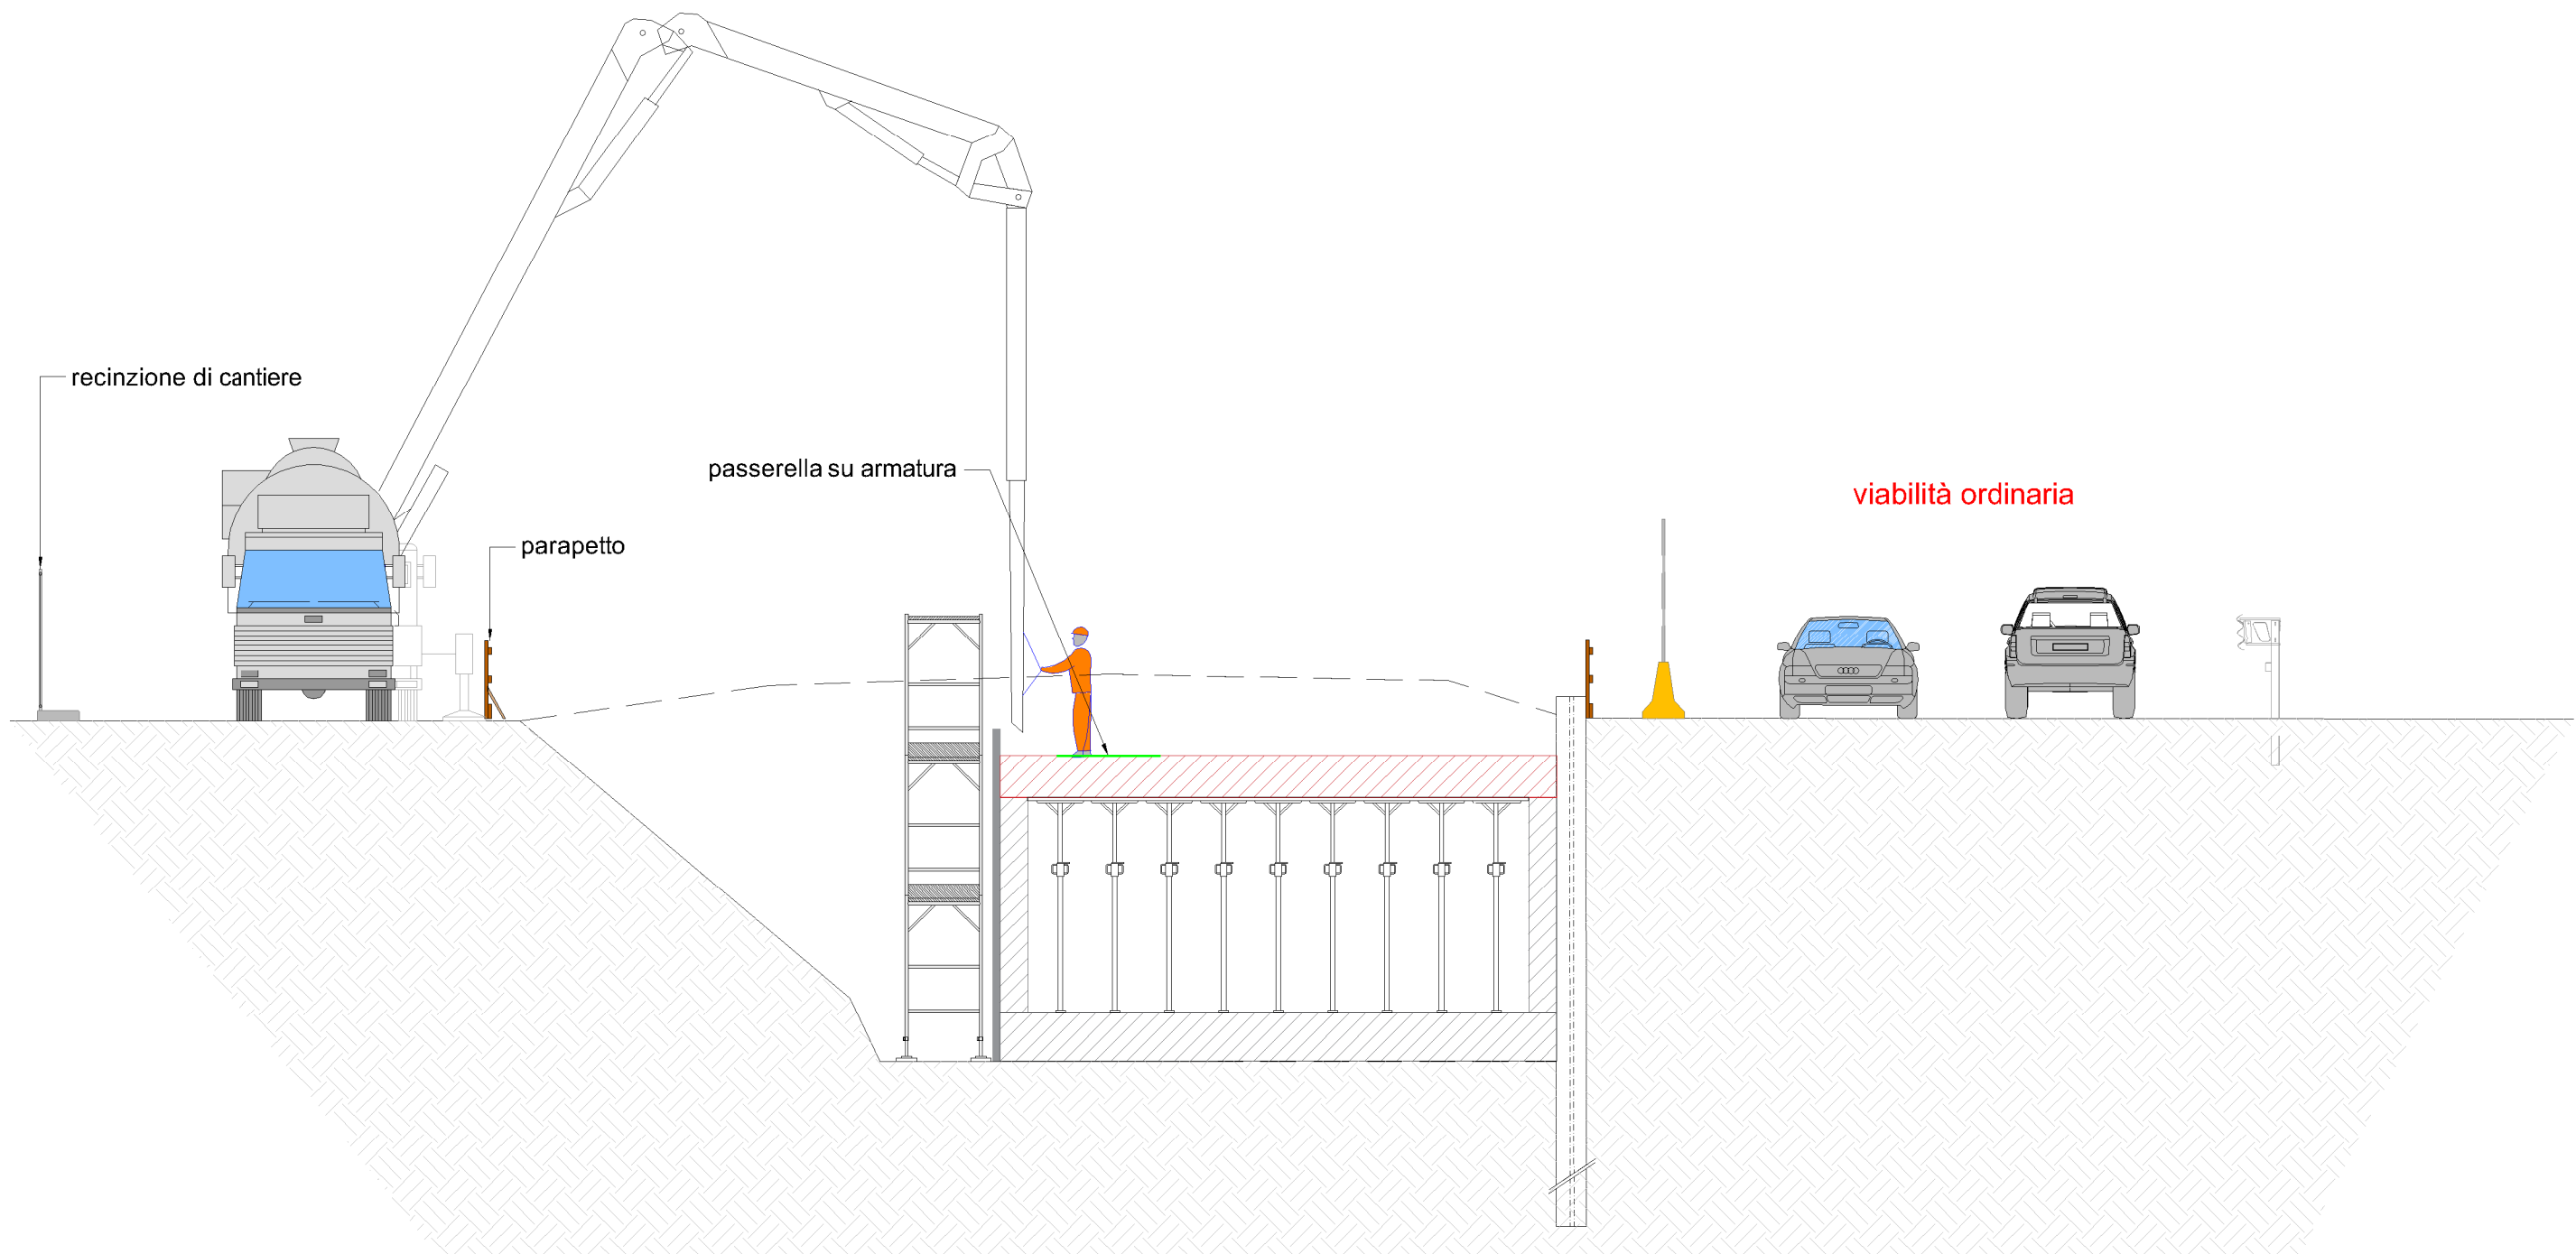 recinzione di cantiere
passerella su armatura
viabilità ordinaria
parapetto